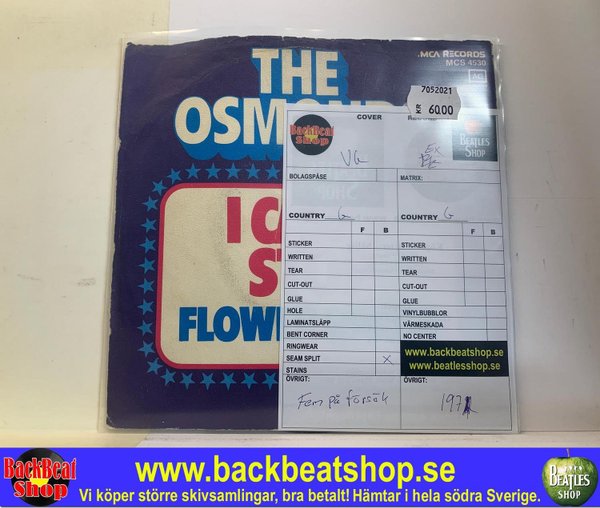 THE
OSMONDS
.MCA RECORDS
MCS 4530
7052021
KR 60.00
COVER
BackBeat
Shop
VG
EX
BEATLES
SHOP
BOLAGSPÅSE
MATRIX:
COUNTRY G
COUNTRY G
F B
F B
STICKER
STICKER
WRITTEN
WRITTEN
TEAR
TEAR
CUT-OUT
CUT-OUT
GLUE
GLUE
HOLE
VINYLBUBBLOR
LAMINATSLÄPP
VÄRMESKADA
BENT CORNER
NO CENTER
RINGWEAR
SEAM SPLIT X
STAINS
www.backbeatshop.se
www.beatlesshop.se
ÖVRIGT:
ÖVRIGT:
Fem på försök
197
I
FLOW
BackBeat
Shop
www.backbeatshop.se
Vi köper större skivsamlingar, bra betalt! Hämtar i hela södra Sverige.
BEATLES
SHOP